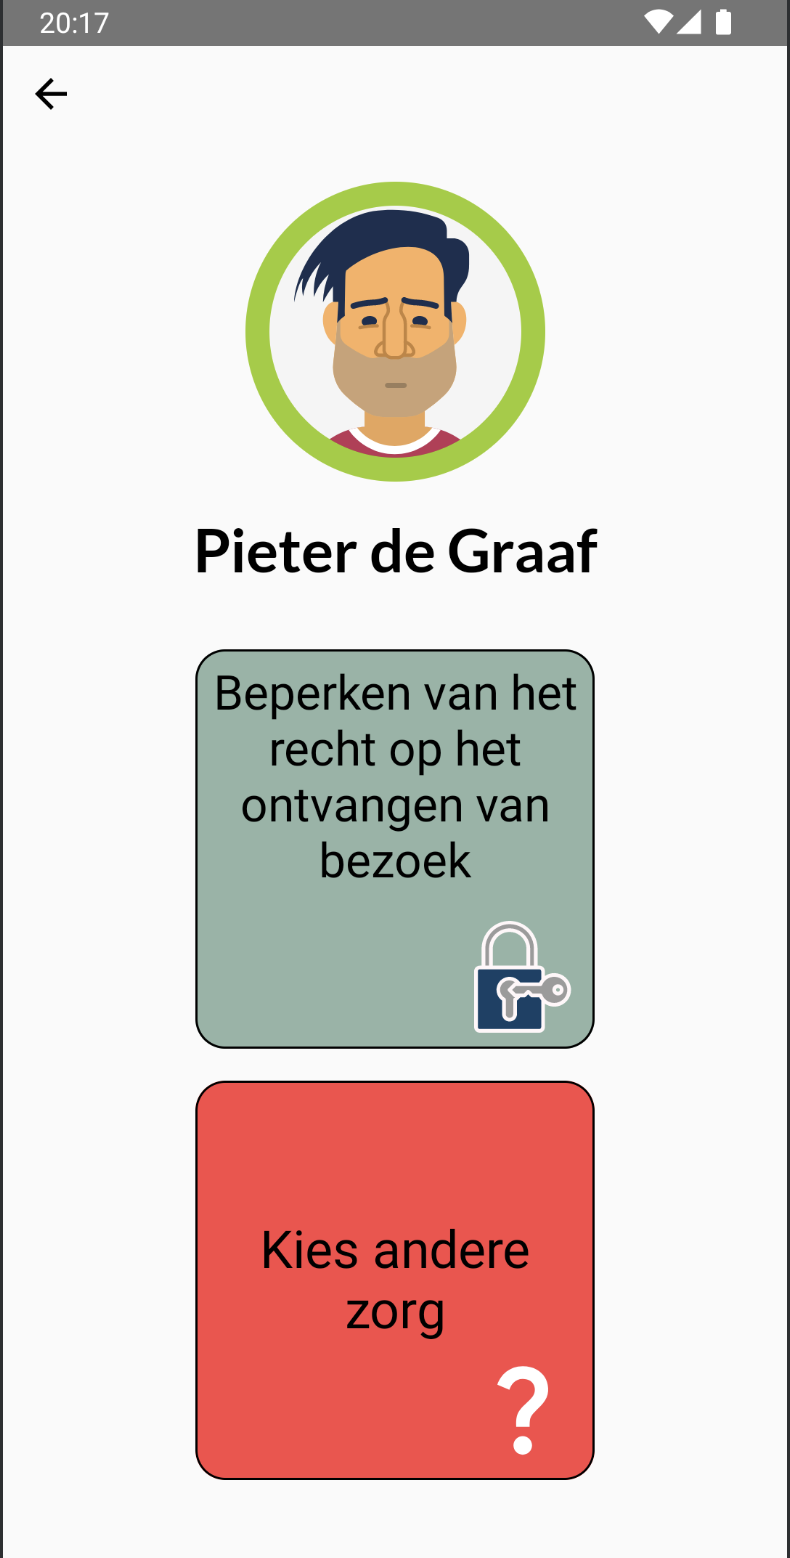 20:17
Pieter de Graaf
Beperken van het
recht op het
ontvangen van
bezoek
Kies andere
zorg
?